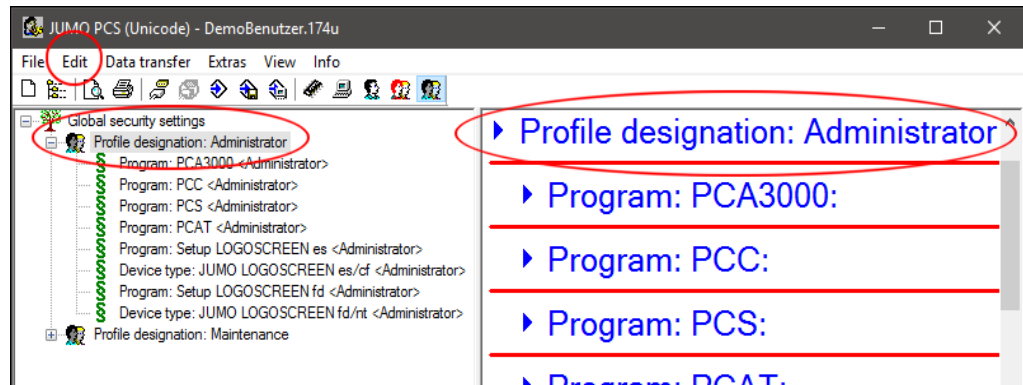 JUMO PCS (Unicode) - DemoBenutzer.174u
File Edit Data transfer Extras View Info
Global security settings
Profile designation: Administrator
Program: PCA3000 <Administrator>
Program: PCC <Administrator>
Program: PCS <Administrator>
Program: PCAT <Administrator>
Program: Setup LOGOSCREEN es <Administrator>
Device type: JUMO LOGOSCREEN es/cf <Administrator>
Program: Setup LOGOSCREEN fd <Administrator>
Device type: JUMO LOGOSCREEN fd/nt <Administrator>
Profile designation: Maintenance
Profile designation: Administrator
Program: PCA3000:
Program: PCC:
Program: PCS:
Program: PCAT: